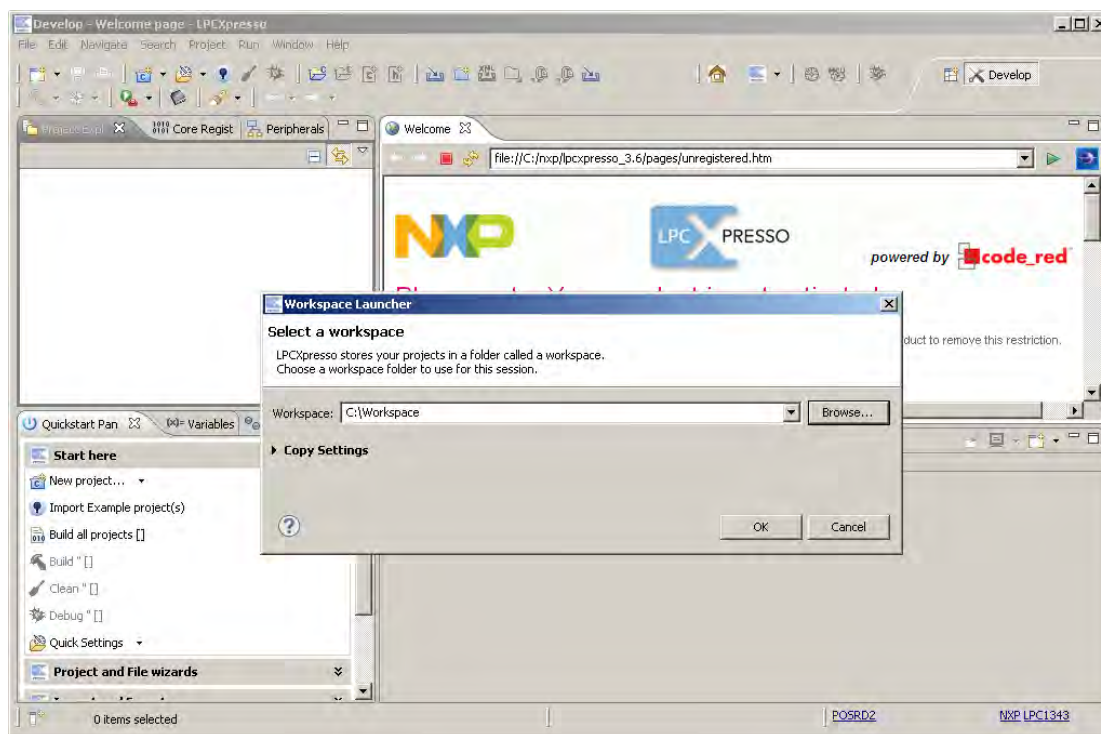 Develop - Welcome page - LPCXpresso
File Edit Navigate Search Project Run Window Help
Develop
Core Regist
Peripherals
Welcome
file://C:/nxp/lpcxpresso_3.6/pages/unregistered.htm
NXP
LPC XPRESSO
powered by code_red
Workspace Launcher
Select a workspace
LPCXpresso stores your projects in a folder called a workspace.
Choose a workspace folder to use for this session.
duct to remove this restriction.
Workspace: C:\Workspace
Browse...
Copy Settings
OK
Cancel
Quickstart Pan
(x)= Variables
Start here
New project...
Import Example project(s)
Build all projects []
Build '' []
Clean '' []
Debug '' []
Quick Settings
Project and File wizards
0 items selected
POSRD2
NXP LPC1343